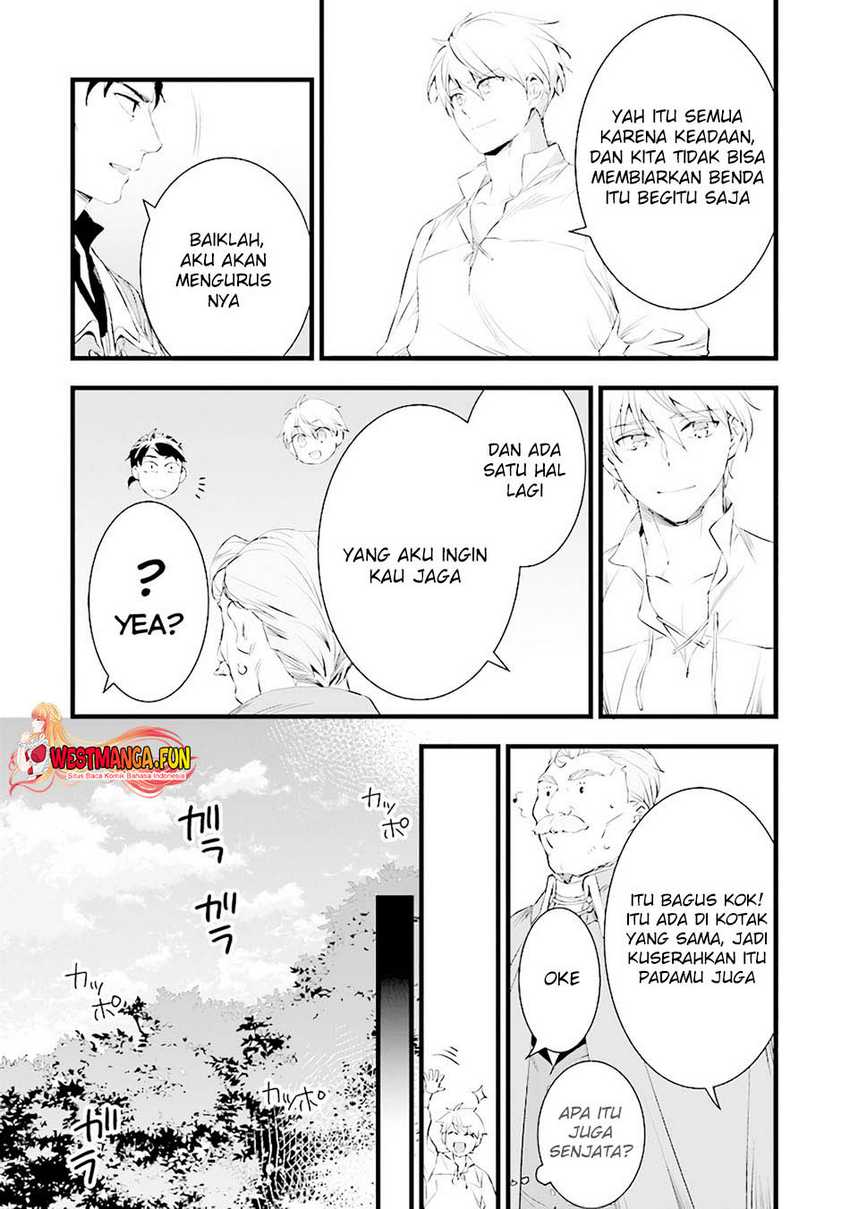 YAH ITU SEMUA
KARENA KEADAAN,
DAN KITA TIDAK BISA
MEMBIARKAN BENDA
ITU BEGITU SAJA
BAIKLAH,
AKU AKAN
MENGURUS
NYA
DAN ADA
SATU HAL
LAGI
YANG AKU INGIN
KAU JAGA
?
YEA?
ITU BAGUS KOK!
ITU ADA DI KOTAK
YANG SAMA, JADI
KUSERAHKAN ITU
PADAMU JUGA
OKE
APA ITU
JUGA
SENJATA?
WESTMANGA.FUN
Situs Baca Komik Bahasa Indonesia
カッポ
ガラ
ガラ
カッポ
カッポ
ガラ